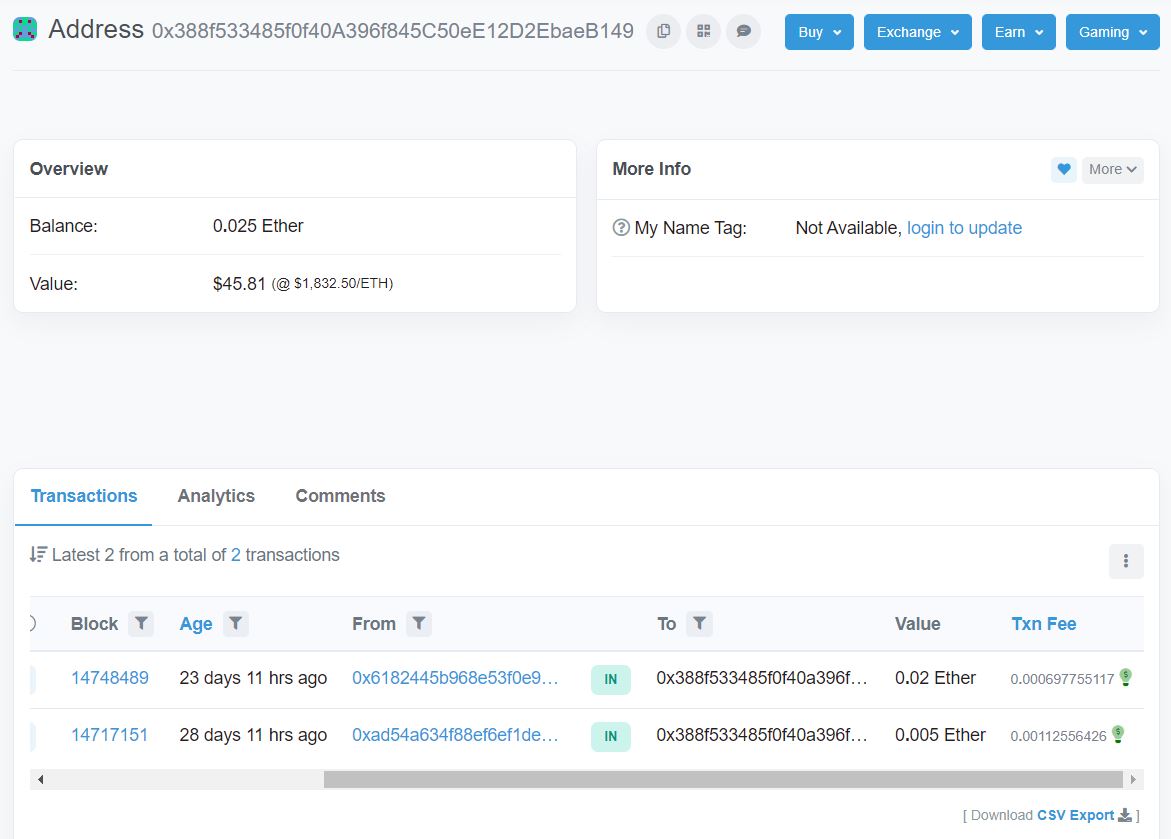 Address 0x388f533485f0f40A396f845C50eE12D2EbaeB149 Buy Exchange Earn Gaming
Overview
Balance: 0.025 Ether
Value: $45.81 (@ $1,832.50/ETH)
More Info More
My Name Tag: Not Available, login to update
Transactions Analytics Comments
Latest 2 from a total of 2 transactions
Block Age From To Value Txn Fee
14748489 23 days 11 hrs ago 0x6182445b968e53f0e9... IN 0x388f533485f0f40a396f... 0.02 Ether 0.000697755117
14717151 28 days 11 hrs ago 0xad54a634f88ef6ef1de... IN 0x388f533485f0f40a396f... 0.005 Ether 0.00112556426
[ Download CSV Export ]